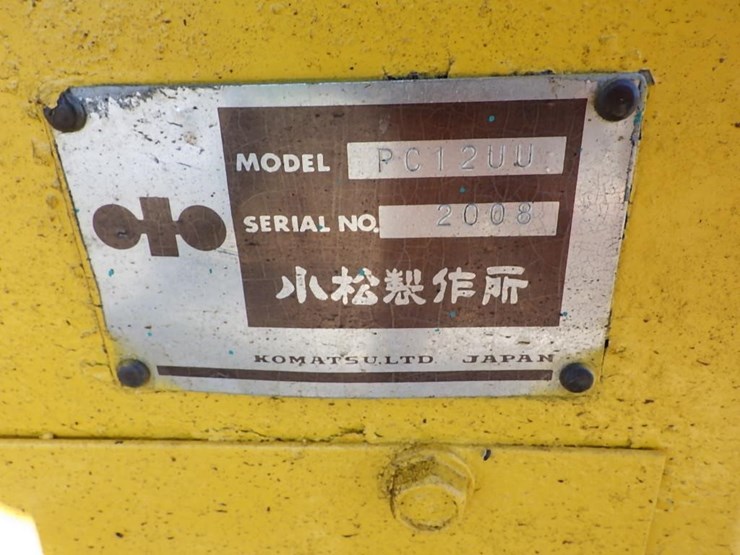 MODEL PC12UU
SERIAL NO. 2008
小松製作所
KOMATSU.LTD JAPAN